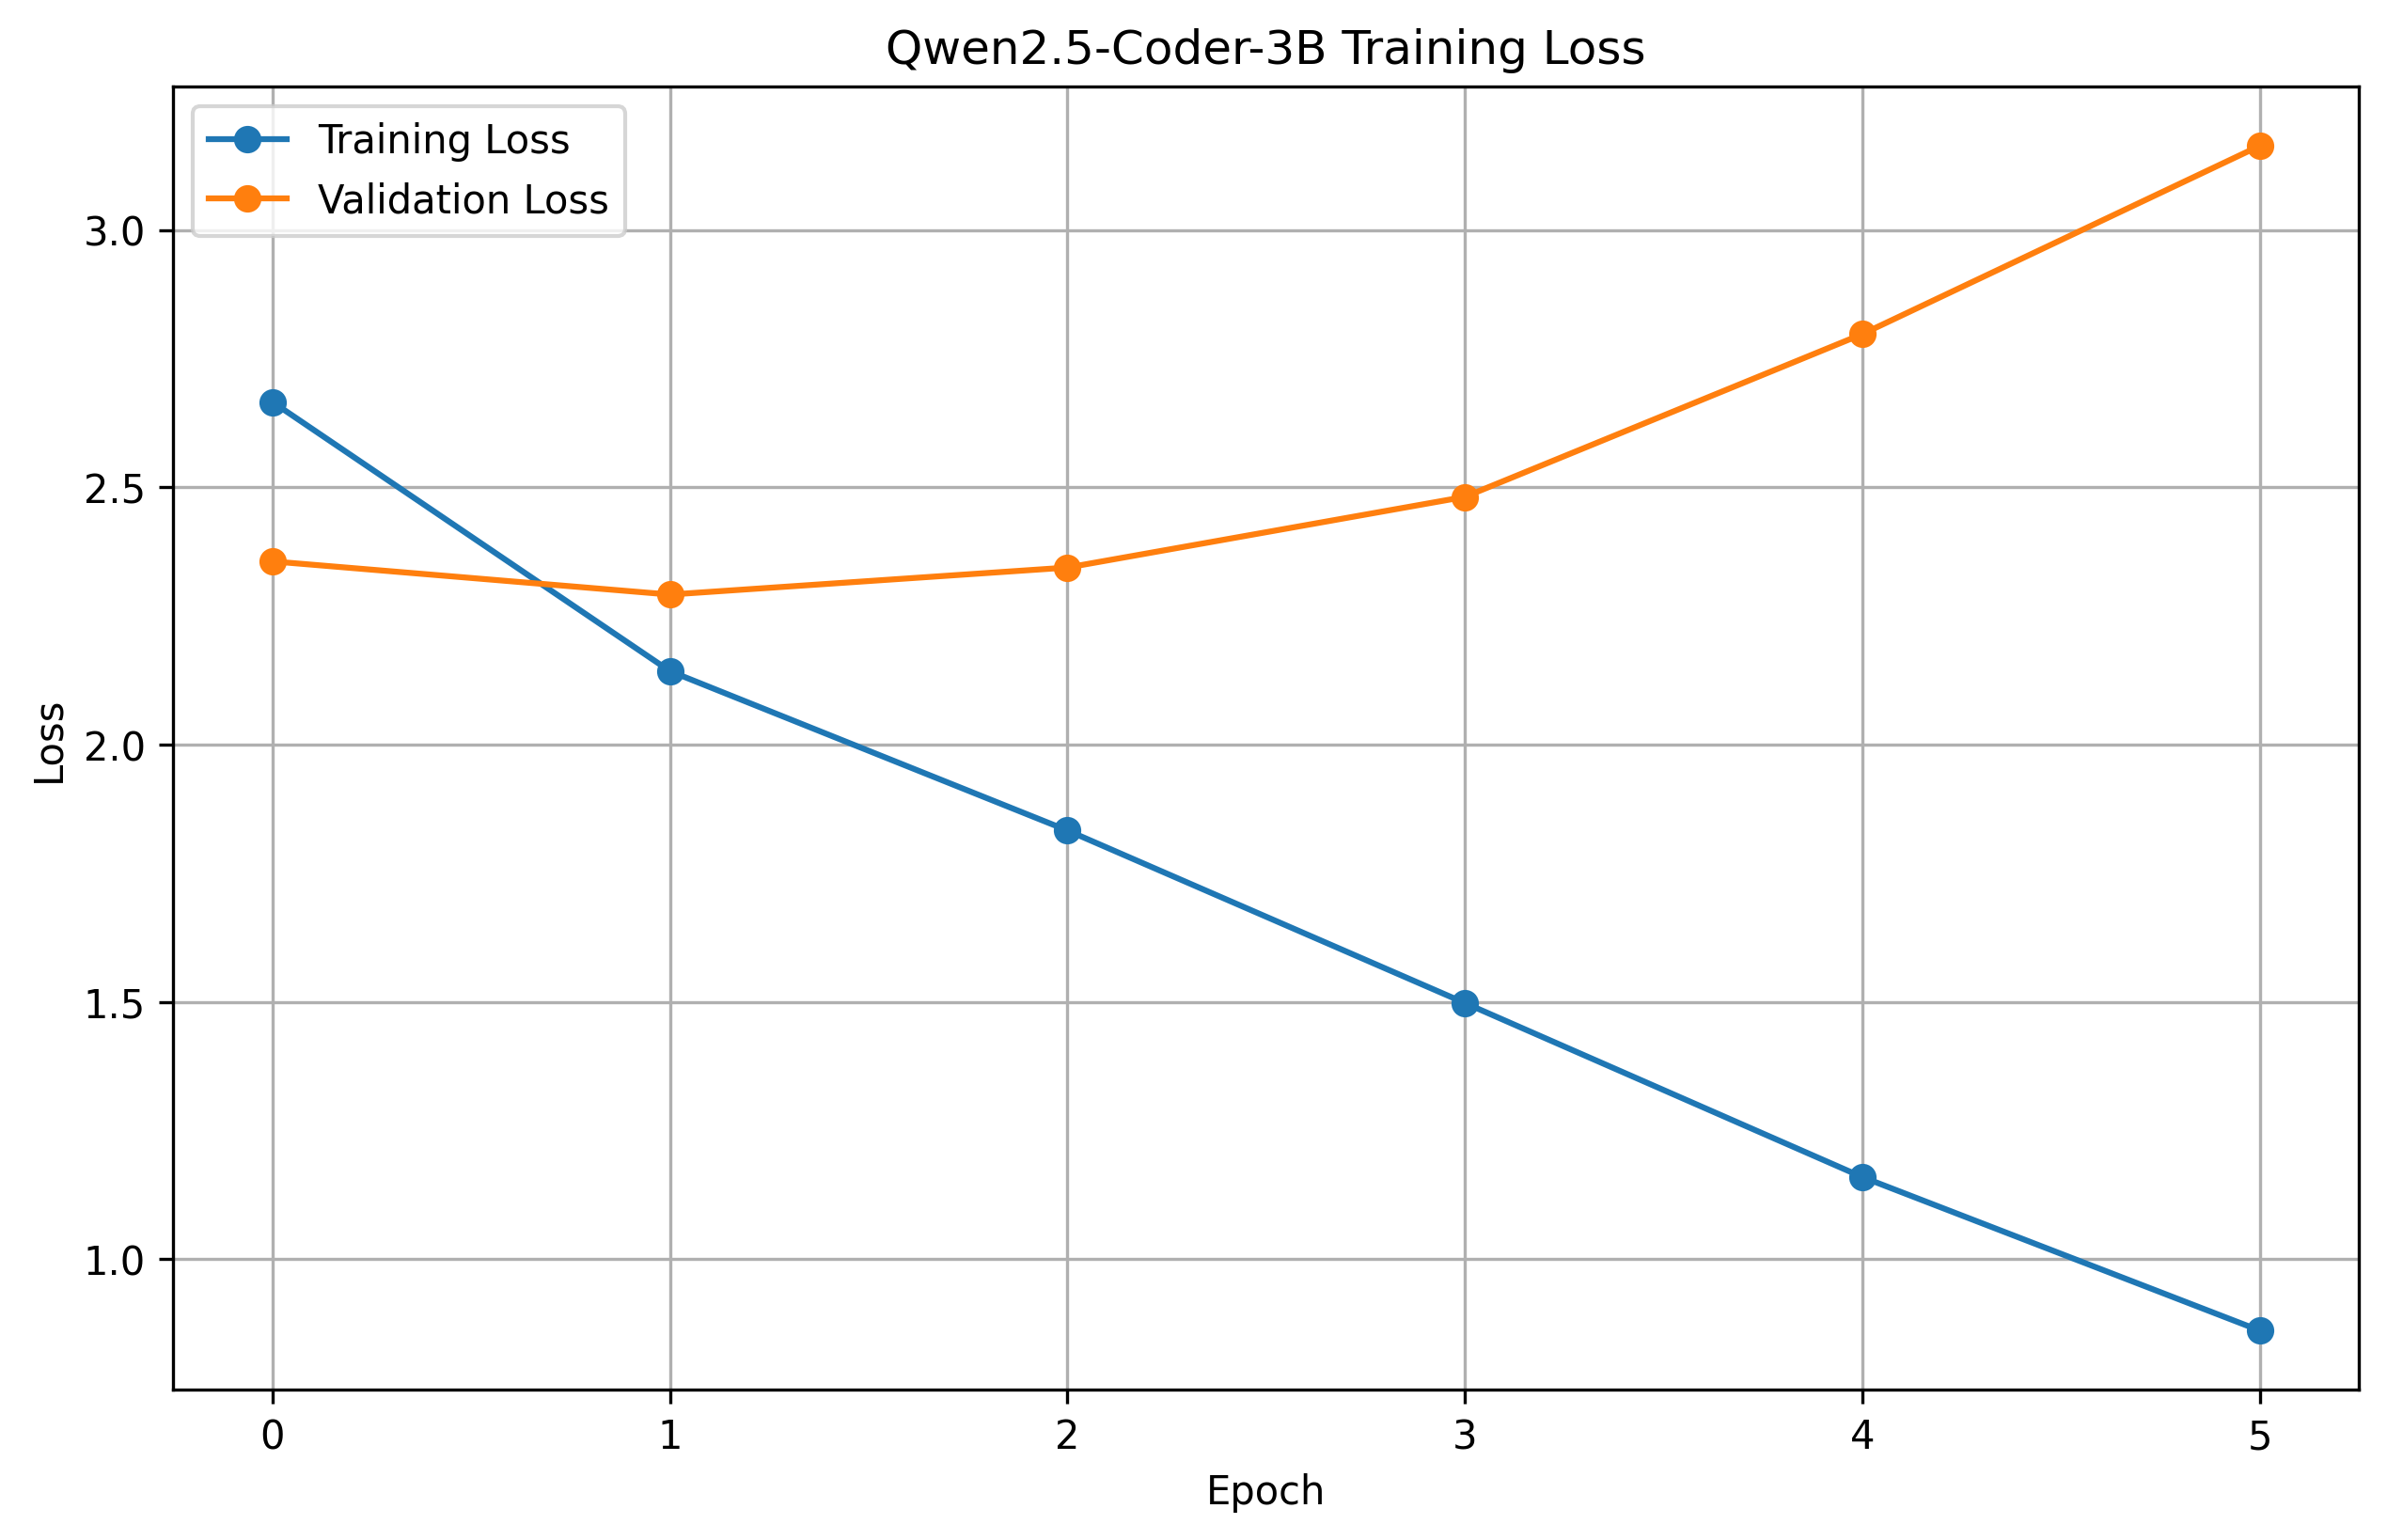 Qwen2.5-Coder-3B Training Loss
Training Loss
Validation Loss
3.0
2.5
2.0
1.5
1.0
Loss
0 1 2 3 4 5
Epoch